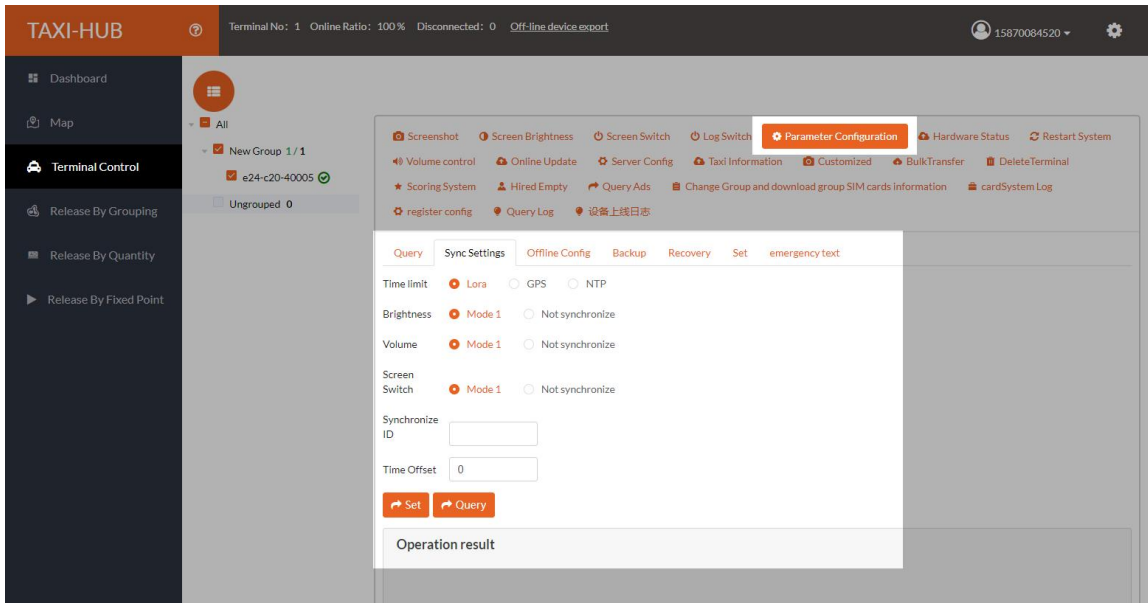 TAXI-HUB
Terminal No: 1 Online Ratio: 100 % Disconnected: 0 Off-line device export
15870084520
Dashboard
Map
Terminal Control
Release By Grouping
Release By Quantity
Release By Fixed Point
All
New Group 1 / 1
e24-c20-40005
Ungrouped 0
Screenshot Screen Brightness Screen Switch Log Switch Parameter Configuration Hardware Status Restart System
Volume control Online Update Server Config Taxi Information Customized BulkTransfer DeleteTerminal
Scoring System Hired Empty Query Ads Change Group and download group SIM cards information cardSystem Log
register config Query Log 设备上线日志
Query Sync Settings Offline Config Backup Recovery Set emergency text
Time limit Lora GPS NTP
Brightness Mode 1 Not synchronize
Volume Mode 1 Not synchronize
Screen
Switch Mode 1 Not synchronize
Synchronize
ID
Time Offset 0
Set Query
Operation result